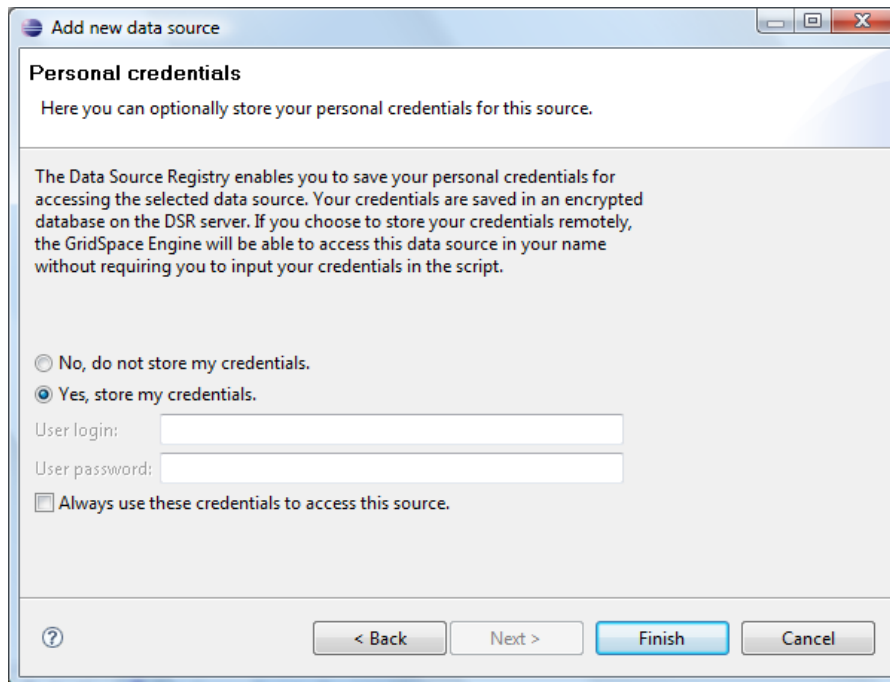 Add new data source
Personal credentials
Here you can optionally store your personal credentials for this source.
The Data Source Registry enables you to save your personal credentials for
accessing the selected data source. Your credentials are saved in an encrypted
database on the DSR server. If you choose to store your credentials remotely,
the GridSpace Engine will be able to access this data source in your name
without requiring you to input your credentials in the script.
No, do not store my credentials.
Yes, store my credentials.
User login:
User password:
Always use these credentials to access this source.
? < Back Next > Finish Cancel